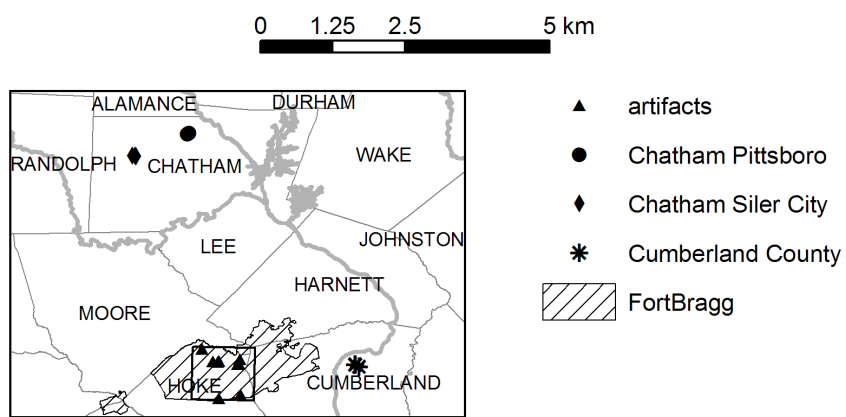 0 1.25 2.5 5 km
ALAMANCE DURHAM
RANDOLPH CHATHAM WAKE
LEE JOHNSTON
HARNETT
MOORE
HOKE CUMBERLAND
artifacts
Chatham Pittsboro
Chatham Siler City
Cumberland County
FortBragg